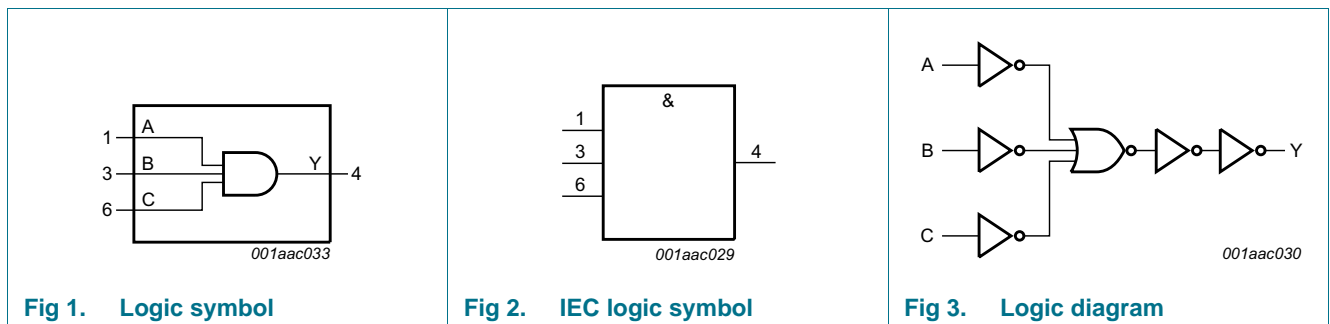 A
1
B
3
C
6
Y
4
001aac033
Fig 1. Logic symbol
&
1
3
6
4
001aac029
Fig 2. IEC logic symbol
A
B
C
Y
001aac030
Fig 3. Logic diagram